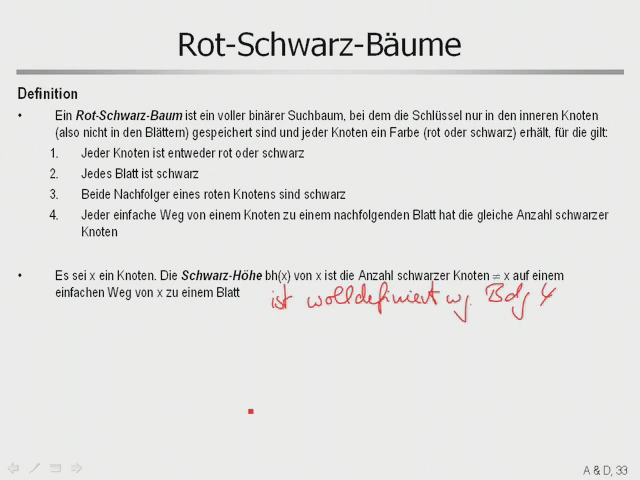 Rot-Schwarz-Bäume
Definition
• Ein Rot-Schwarz-Baum ist ein voller binärer Suchbaum, bei dem die Schlüssel nur in den inneren Knoten
(also nicht in den Blättern) gespeichert sind und jeder Knoten ein Farbe (rot oder schwarz) erhält, für die gilt:
1. Jeder Knoten ist entweder rot oder schwarz
2. Jedes Blatt ist schwarz
3. Beide Nachfolger eines roten Knotens sind schwarz
4. Jeder einfache Weg von einem Knoten zu einem nachfolgenden Blatt hat die gleiche Anzahl schwarzer
Knoten
• Es sei x ein Knoten. Die Schwarz-Höhe bh(x) von x ist die Anzahl schwarzer Knoten ≠ x auf einem
einfachen Weg von x zu einem Blatt
ist wolldefiniert wg. Bdg 4
A & D, 33